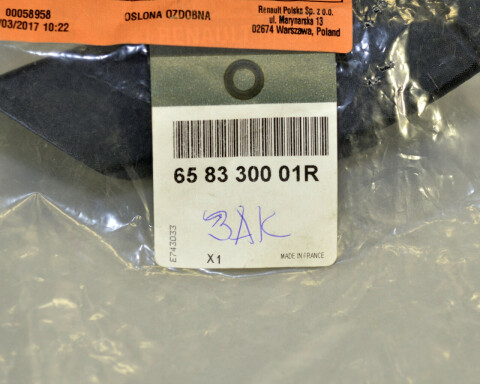 00058958
OSLONA OZDOBNA
/03/2017 10:22
Renault Polska Sp. z o.o.
ul. Marynarska 13
02674 Warszawa, Poland
65 83 300 01R
ЗАК
E743033
X1
MADE IN FRANCE